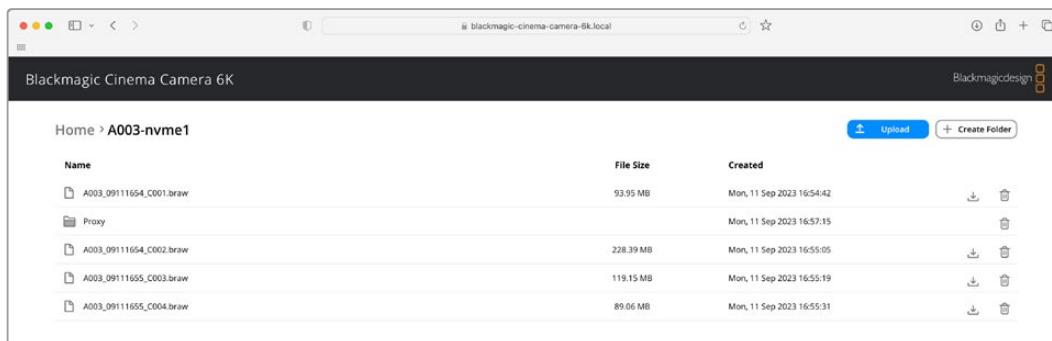 blackmagic-cinema-camera-6k.local
Blackmagic Cinema Camera 6K
Blackmagicdesign
Home > A003-nvme1
Upload
+ Create Folder
Name File Size Created
A003_09111654_C001.braw 93.95 MB Mon, 11 Sep 2023 16:54:42
Proxy Mon, 11 Sep 2023 16:57:15
A003_09111654_C002.braw 228.39 MB Mon, 11 Sep 2023 16:55:05
A003_09111655_C003.braw 119.15 MB Mon, 11 Sep 2023 16:55:19
A003_09111655_C004.braw 89.06 MB Mon, 11 Sep 2023 16:55:31